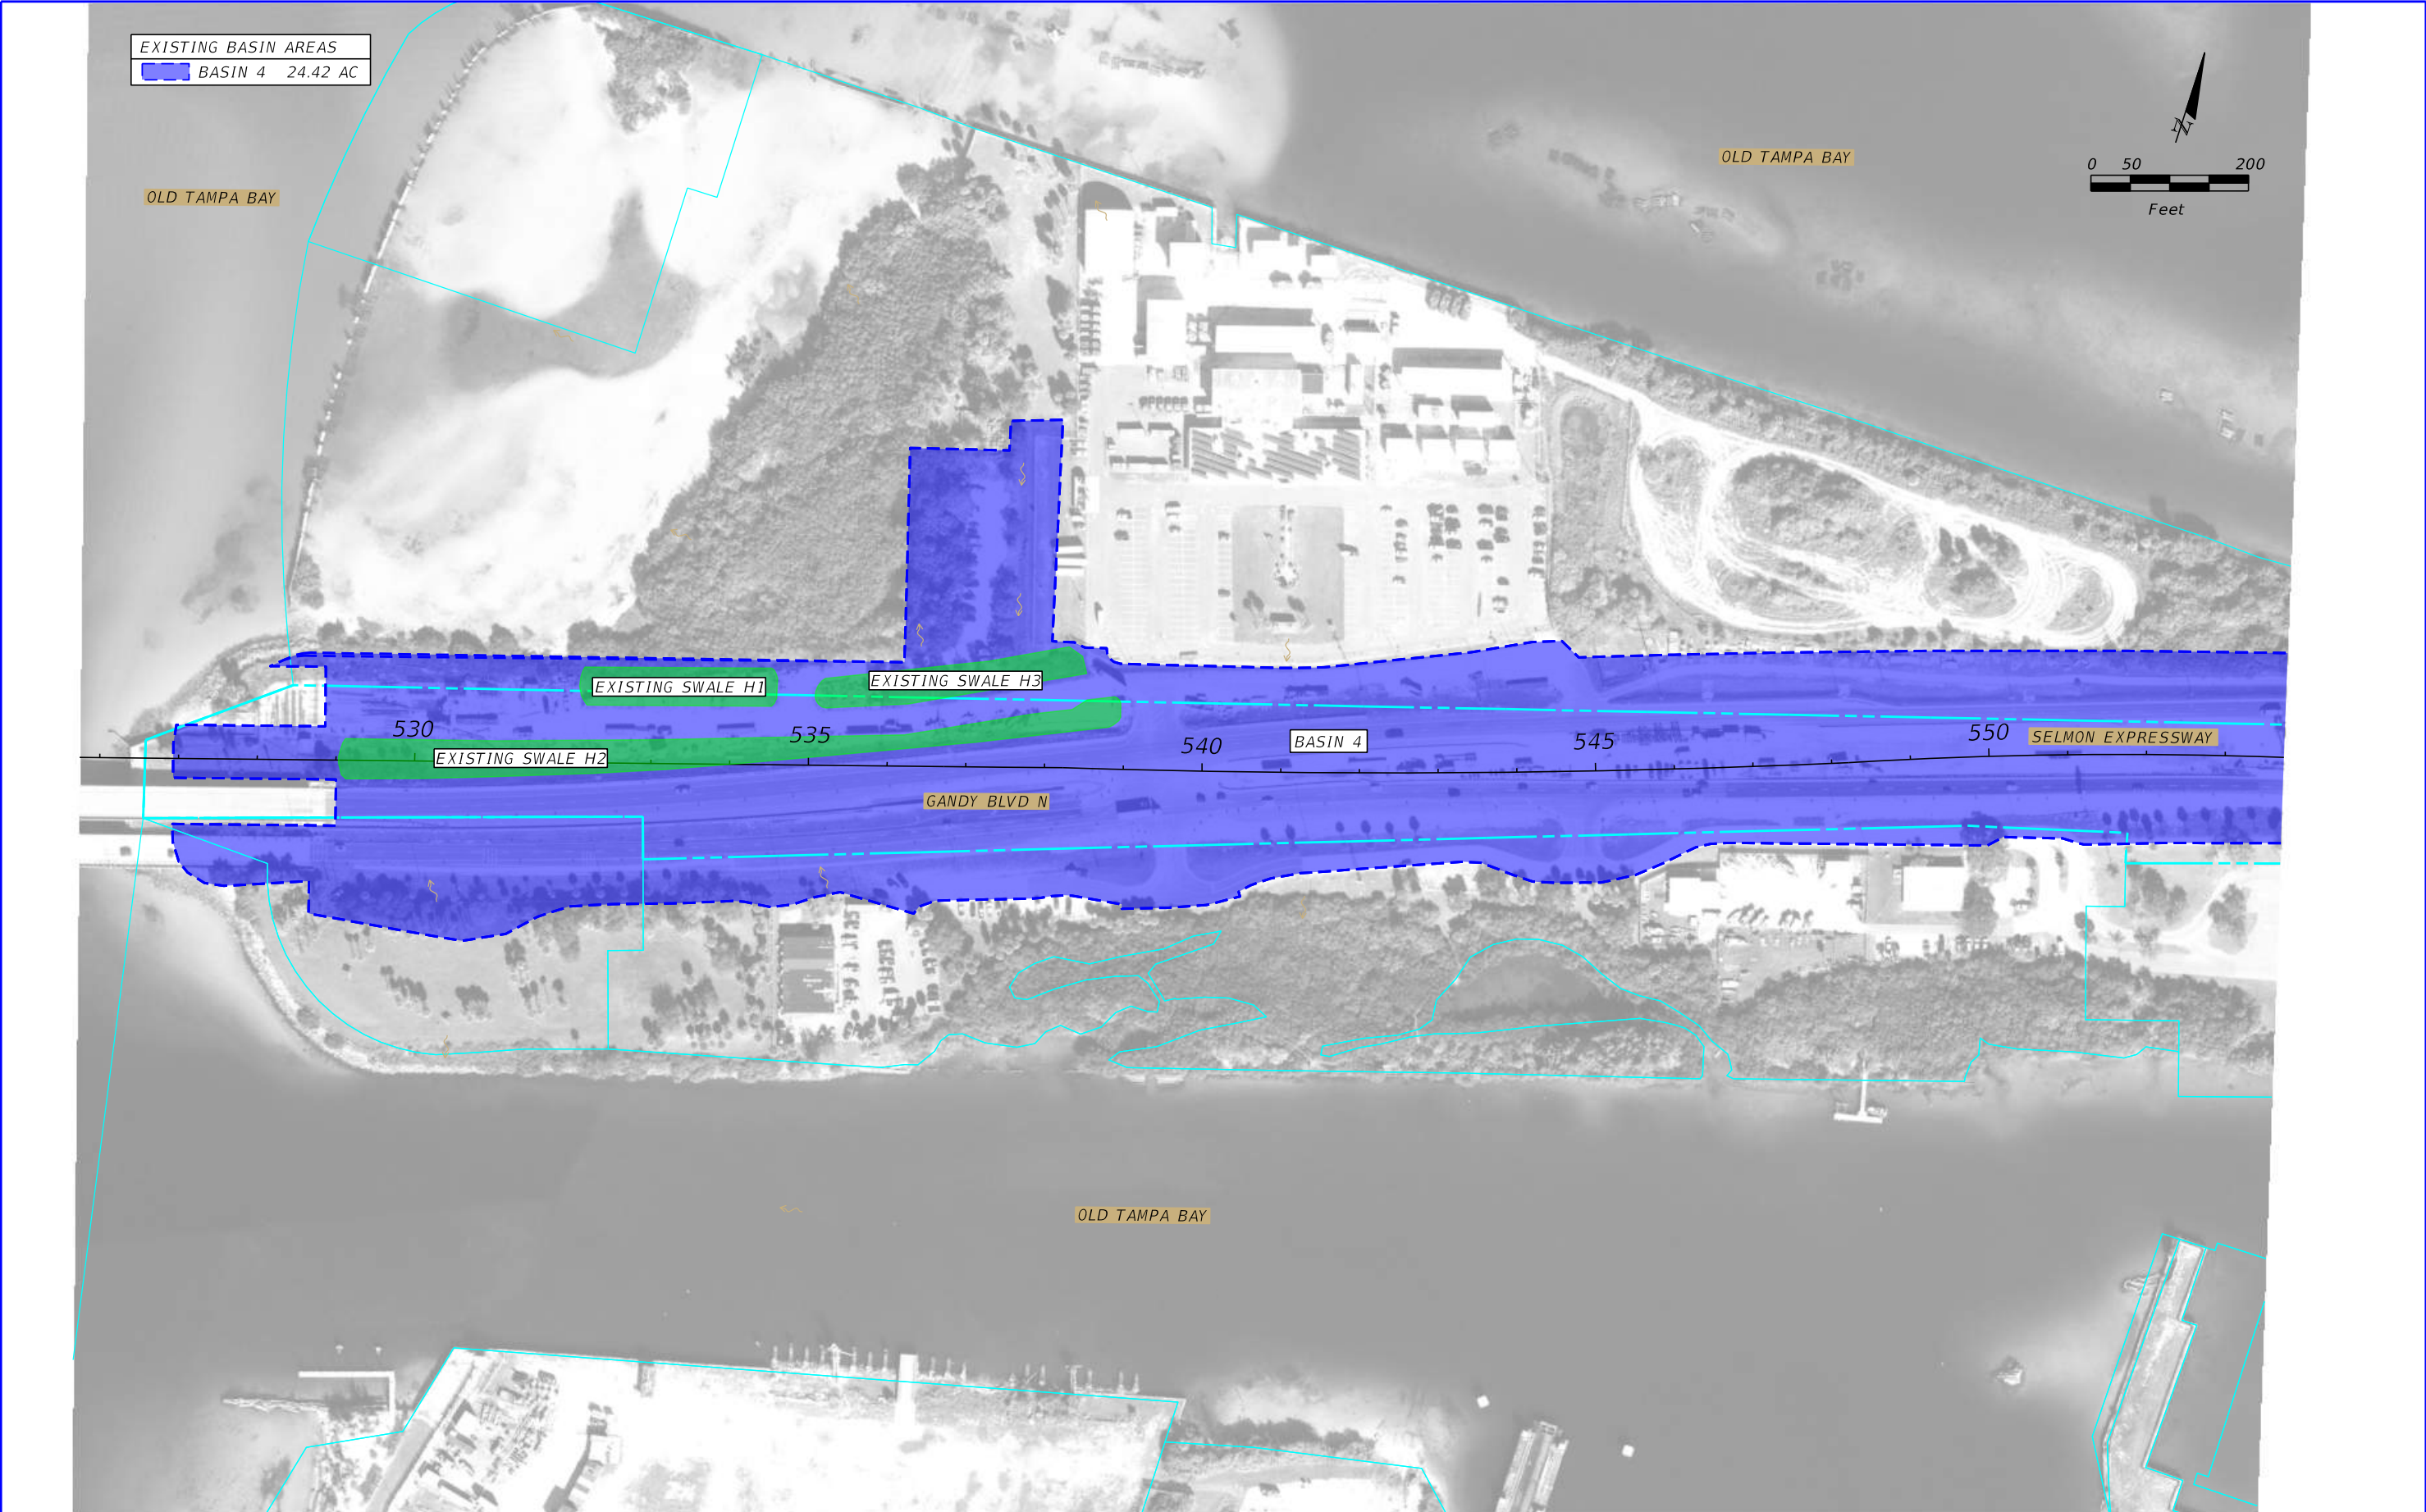 EXISTING BASIN AREAS
BASIN 4 24.42 AC
OLD TAMPA BAY
OLD TAMPA BAY
N
0 50 200
Feet
EXISTING SWALE H1
EXISTING SWALE H3
530
535
540
BASIN 4
545
550
SELMON EXPRESSWAY
EXISTING SWALE H2
GANDY BLVD N
OLD TAMPA BAY